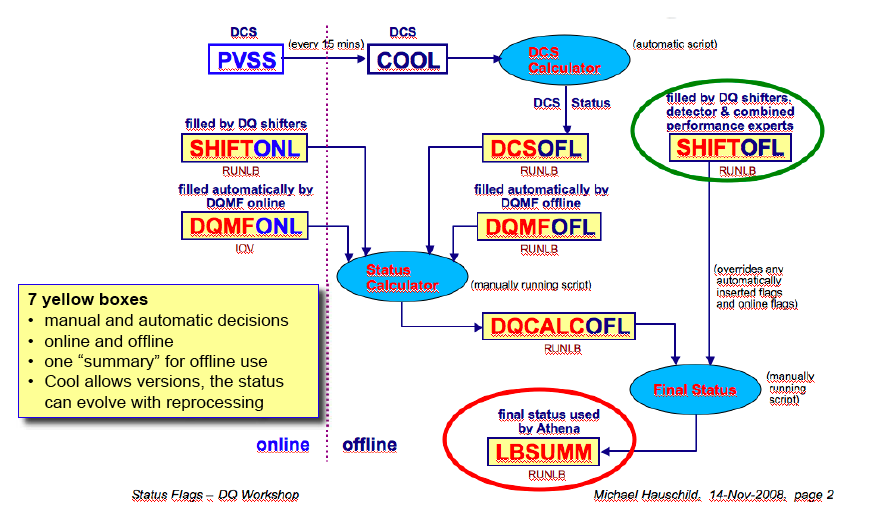 DCS
DCS
PVSS
(every 15 mins)
COOL
DCS
Calculator
(automatic script)
DCS Status
filled by DQ shifters,
detector & combined
performance experts
SHIFTOFL
RUNLB
filled by DQ shifters
SHIFTONL
RUNLB
DCSOFL
RUNLB
filled automatically by
DQMF online
DQMFONL
IOV
filled automatically by
DQMF offline
DQMFOFL
RUNLB
Status
Calculator
(manually running script)
(overrides any
automatically
inserted flags
and online flags)
7 yellow boxes
• manual and automatic decisions
• online and offline
• one “summary” for offline use
• Cool allows versions, the status
can evolve with reprocessing
DQCALCOFL
RUNLB
Final Status
(manually
running
script)
final status used
by Athena
LBSUMM
RUNLB
online
offline
Status Flags – DQ Workshop
Michael Hauschild, 14-Nov-2008, page 2